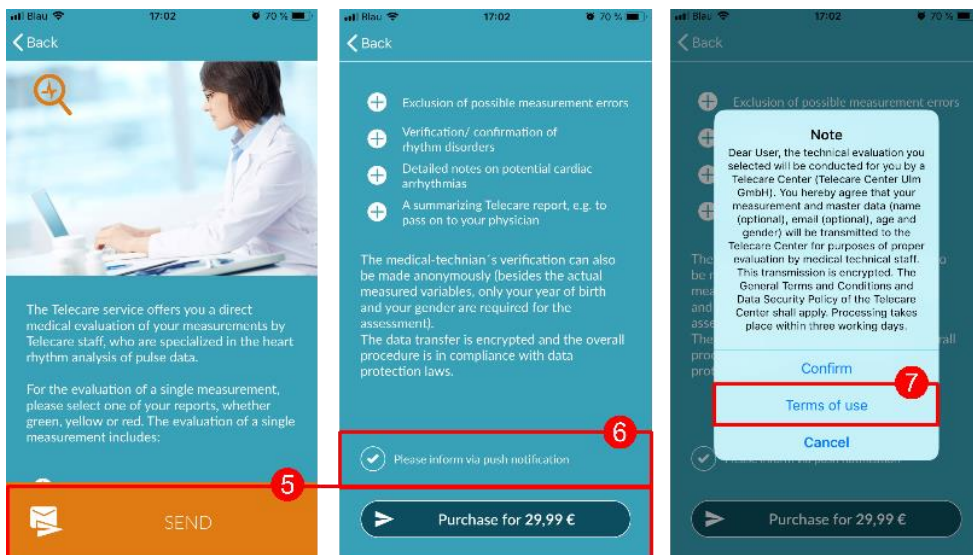 Blau 17:02 70 %
Back
The Telecare service offers you a direct
medical evaluation of your measurements by
Telecare staff, who are specialized in the heart
rhythm analysis of pulse data.
For the evaluation of a single measurement,
please select one of your reports, whether
green, yellow or red. The evaluation of a single
measurement includes:
5
SEND
Blau 17:02 70 %
Back
Exclusion of possible measurement errors
Verification/ confirmation of
rhythm disorders
Detailed notes on potential cardiac
arrhythmias
A summarizing Telecare report, e.g. to
pass on to your physician
The medical-technian´s verification can also
be made anonymously (besides the actual
measured variables, only your year of birth
and your gender are required for the
assessment).
The data transfer is encrypted and the overall
procedure is in compliance with data
protection laws.
6
Please inform via push notification
Purchase for 29,99 €
Blau 17:02 70 %
Back
Exclusion of possible measurement errors
Note
Dear User, the technical evaluation you
selected will be conducted for you by a
Telecare Center (Telecare Center Ulm
GmbH). You hereby agree that your
measurement and master data (name
(optional), email (optional), age and
gender) will be transmitted to the
Telecare Center for purposes of proper
evaluation by medical technical staff.
This transmission is encrypted. The
General Terms and Conditions and
Data Security Policy of the Telecare
Center shall apply. Processing takes
place within three working days.
Confirm
7
Terms of use
Cancel
Please inform via push notification
Purchase for 29,99 €